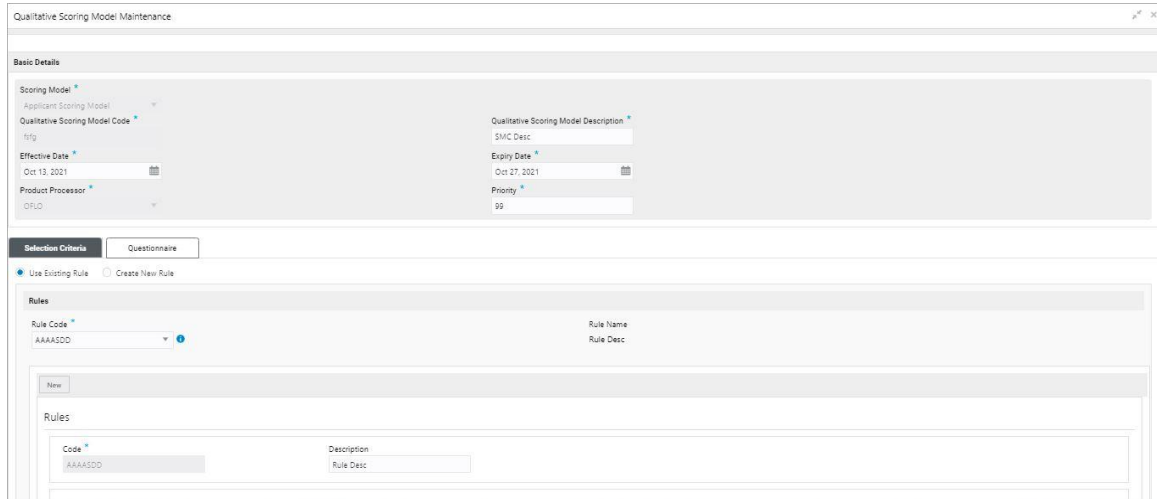 Qualitative Scoring Model Maintenance
Basic Details
Scoring Model *
Applicant Scoring Model
Qualitative Scoring Model Code * Qualitative Scoring Model Description *
fsfg SMC Desc
Effective Date * Expiry Date *
Oct 13, 2021 Oct 27, 2021
Product Processor * Priority *
OFLO 99
Selection Criteria Questionnaire
Use Existing Rule Create New Rule
Rules
Rule Code * Rule Name
AAAASDD Rule Desc
New
Rules
Code * Description
AAAASDD Rule Desc